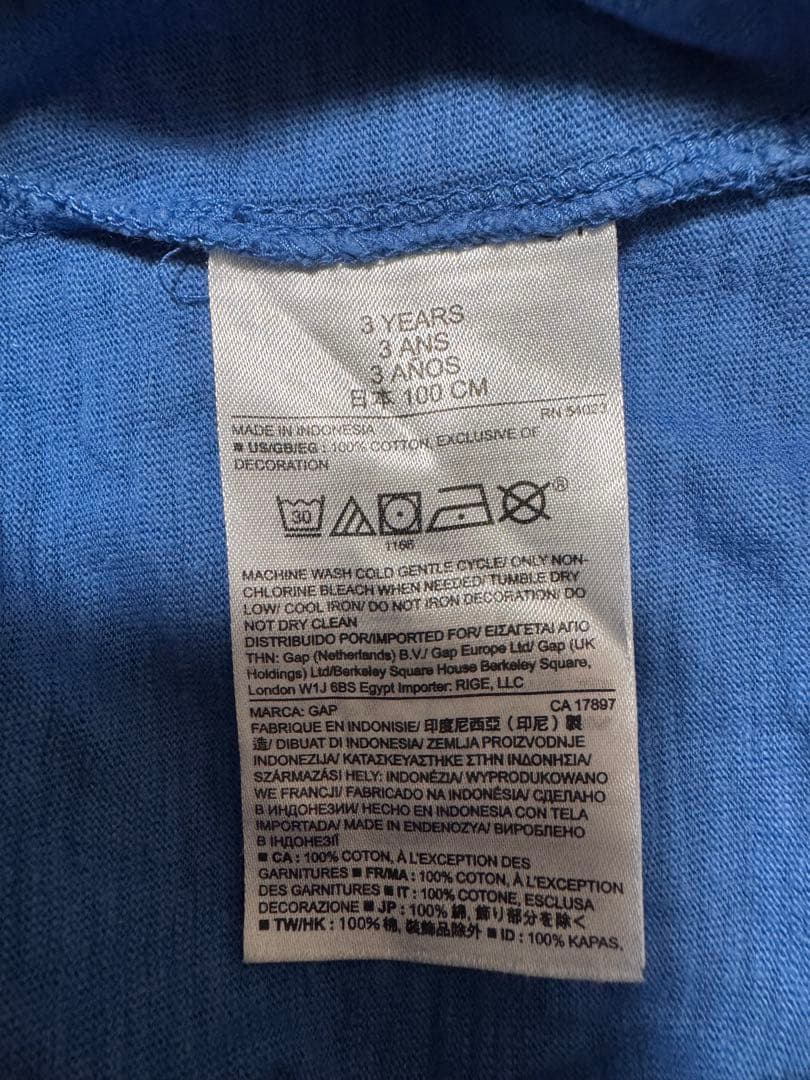 3 YEARS
3 ANS
3 AÑOS
日本 100 CM
RN 54023
MADE IN INDONESIA
■ US/GB/EG : 100% COTTON, EXCLUSIVE OF
DECORATION
30
®
1166
MACHINE WASH COLD GENTLE CYCLE/ ONLY NON-
CHLORINE BLEACH WHEN NEEDED/ TUMBLE DRY
LOW/ COOL IRON/ DO NOT IRON DECORATION/ DO
NOT DRY CLEAN
DISTRIBUIDO POR/IMPORTED FOR/ ΕΙΣΑΓΕΤΑΙ ΑΠΟ
ΤΗΝ: Gap (Netherlands) B.V./ Gap Europe Ltd/ Gap (UK
Holdings) Ltd/Berkeley Square House Berkeley Square,
London W1J 6BS Egypt Importer: RIGE, LLC
MARCA: GAP CA 17897
FABRIQUE EN INDONISIE/ 印度尼西亞（印尼）製
造/ DIBUAT DI INDONESIA/ ZEMLJA PROIZVODNJE
INDONEZIJA/ ΚΑΤΑΣΚΕΥΑΣΤΗΚΕ ΣΤΗΝ ΙΝΔΟΝΗΣΙΑ/
SZÁRMAZÁSI HELY: INDONÉZIA/ WYPRODUKOWANO
WE FRANCJI/ FABRICADO NA INDONÉSIA/ СДЕЛАНО
В ИНДОНЕЗИИ/ HECHO EN INDONESIA CON TELA
IMPORTADA/ MADE IN ENDENOZYA/ ВИРОБЛЕНО
В ІНДОНЕЗІЇ
■ CA : 100% COTON, À L'EXCEPTION DES
GARNITURES ■ FR/MA : 100% COTON, À L'EXCEPTION
DES GARNITURES ■ IT : 100% COTONE, ESCLUSA
DECORAZIONE ■ JP : 100% 綿, 飾り部分を除く
■ TW/HK : 100% 棉, 裝飾品除外 ■ ID : 100% KAPAS,